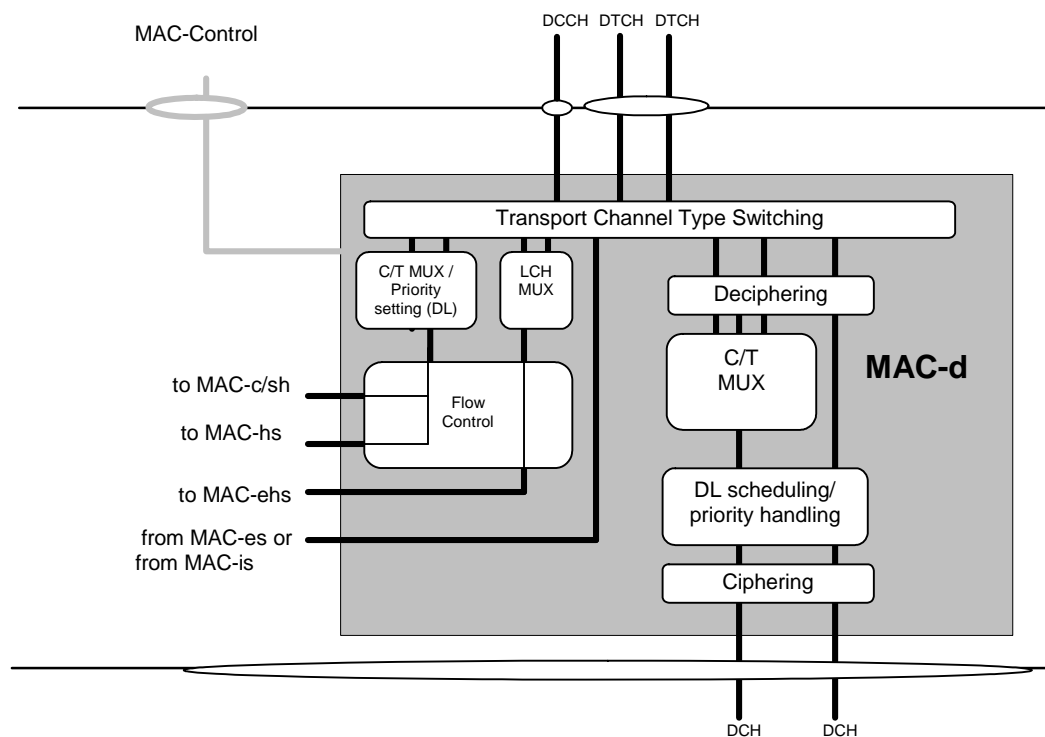 DCCH DTCH DTCH
MAC-Control
Transport Channel Type Switching
C/T MUX /
Priority
setting (DL)
LCH
MUX
Deciphering
C/T
MUX
MAC-d
to MAC-c/sh
Flow
Control
to MAC-hs
to MAC-ehs
DL scheduling/
priority handling
from MAC-es or
from MAC-is
Ciphering
DCH DCH